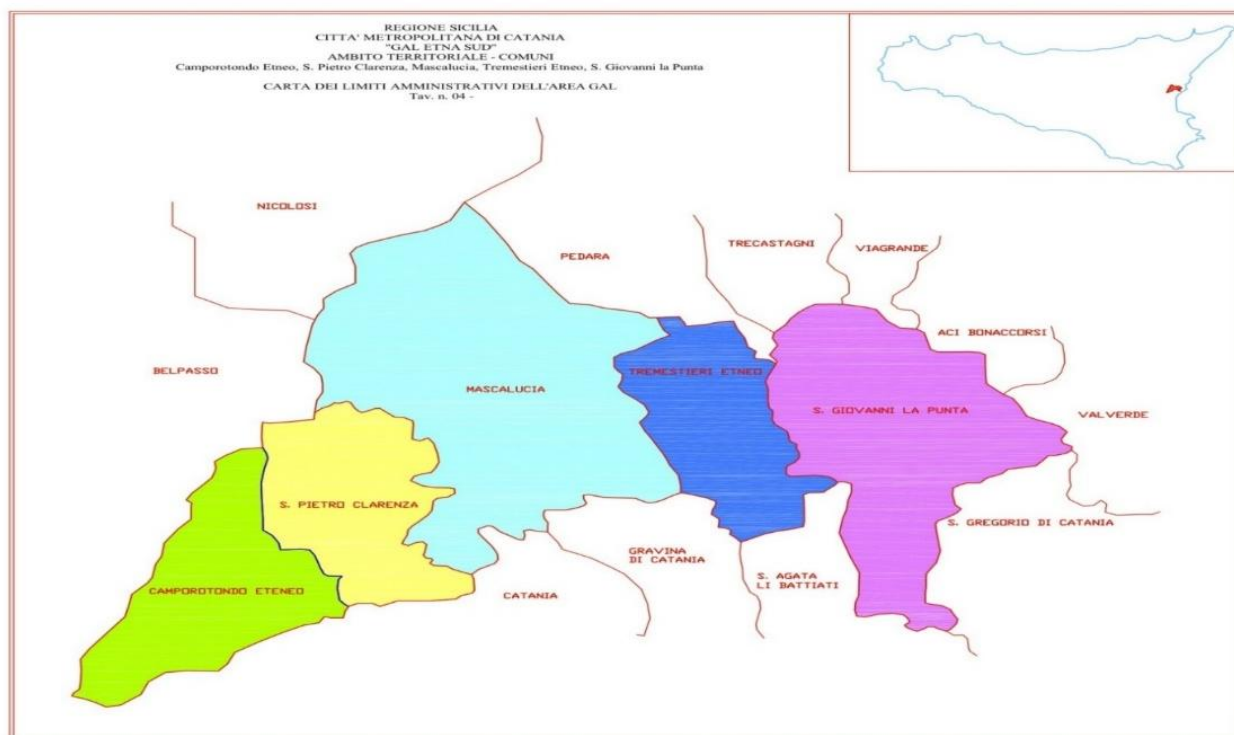 REGIONE SICILIA
CITTA' METROPOLITANA DI CATANIA
"GAL ETNA SUD"
AMBITO TERRITORIALE - COMUNI
Camporotondo Etneo, S. Pietro Clarenza, Mascalucia, Tremestieri Etneo, S. Giovanni la Punta
CARTA DEI LIMITI AMMINISTRATIVI DELL'AREA GAL
Tav. n. 04 -
NICOLOSI
PEDARA
TRECASTAGNI
VIAGRANDE
ACI BONACCORSI
BELPASSO
MASCALUCIA
TREMESTIERI ETNEO
S. GIOVANNI LA PUNTA
VALVERDE
S. PIETRO CLARENZA
S. GREGORIO DI CATANIA
GRAVINA
DI CATANIA
S. AGATA
LI BATTIATI
CAMPOROTONDO ETENEO
CATANIA